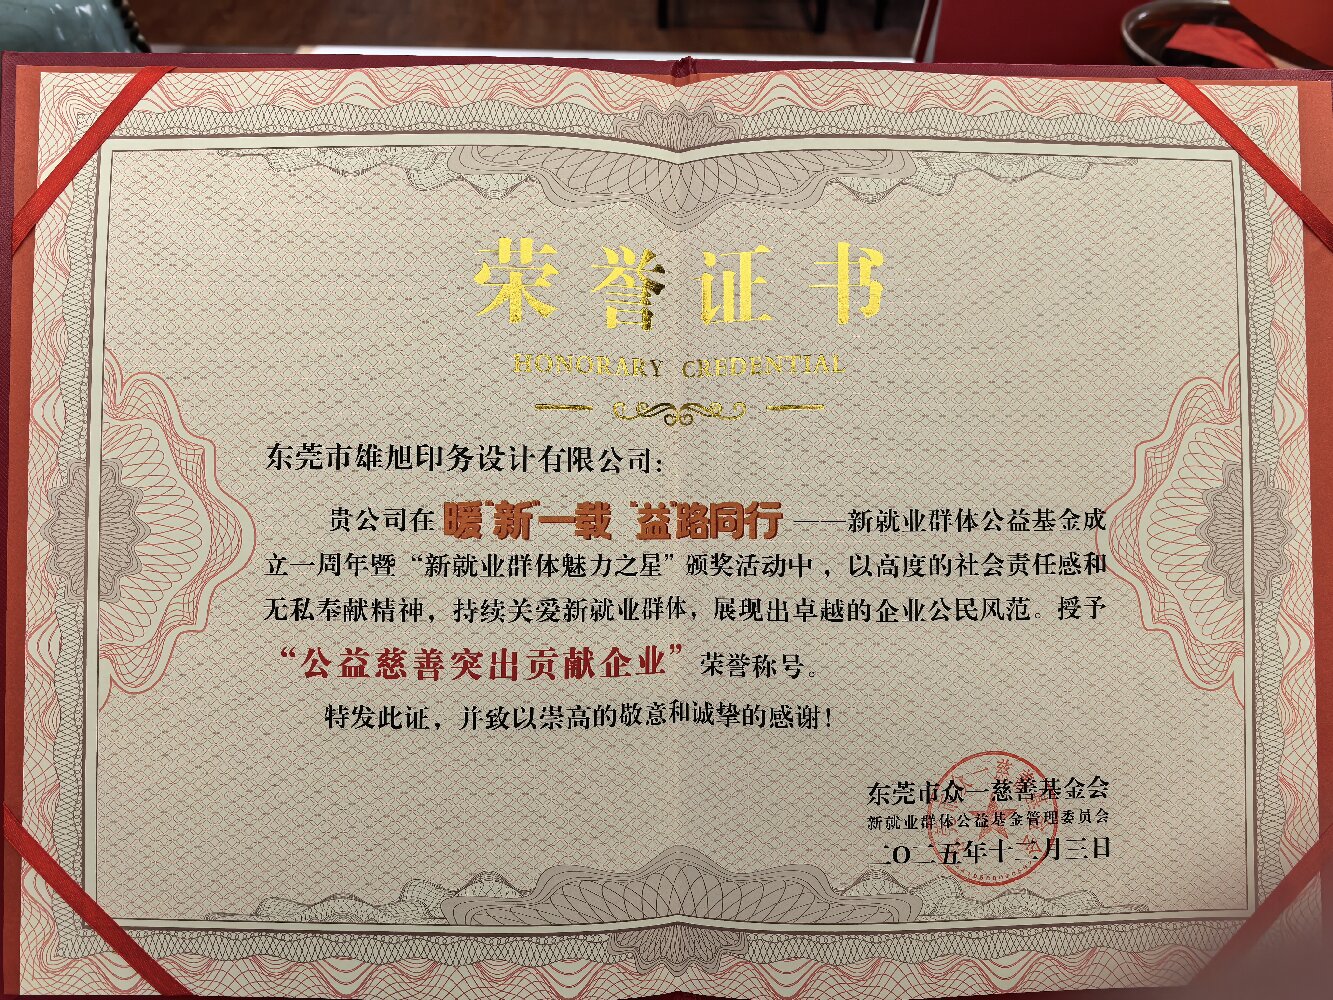 荣誉证书
HONORARY CREDENTIAL
东莞市雄旭印务设计有限公司：
贵公司在 暖“新”一载 “益”路同行 ——新就业群体公益基金成
立一周年暨“新就业群体魅力之星”颁奖活动中，以高度的社会责任感和
无私奉献精神，持续关爱新就业群体，展现出卓越的企业公民风范。授予
“公益慈善突出贡献企业” 荣誉称号。
特发此证，并致以崇高的敬意和诚挚的感谢！
东莞市众一慈善基金会
新就业群体公益基金管理委员会
二〇二五年十二月三日